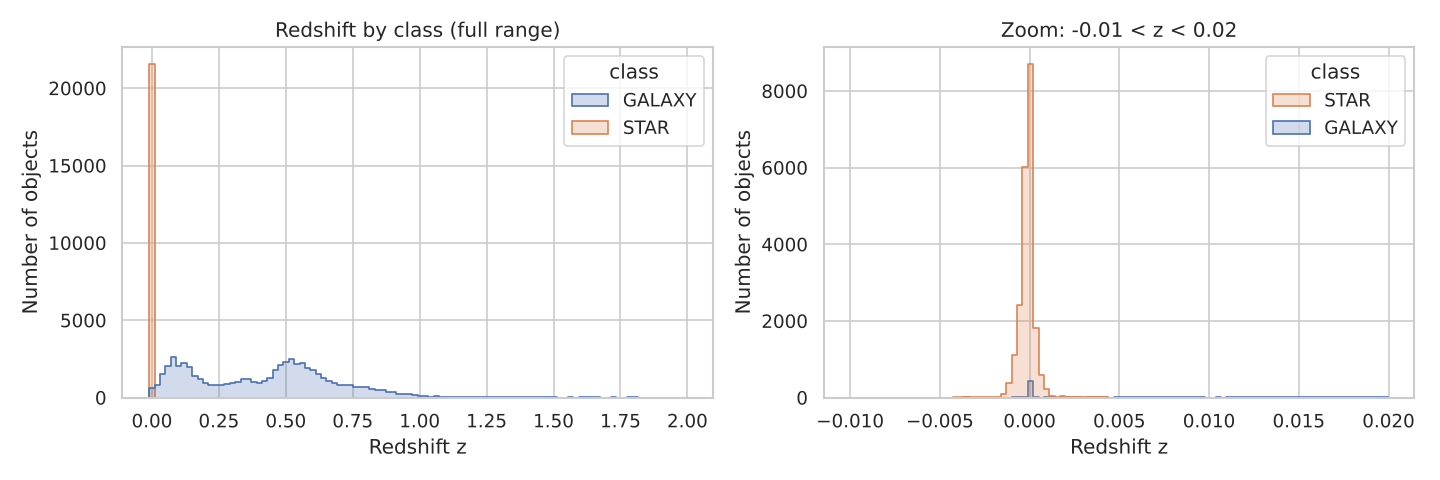 Redshift by class (full range)
Number of objects
20000
15000
10000
5000
0
class
GALAXY
STAR
0.00 0.25 0.50 0.75 1.00 1.25 1.50 1.75 2.00
Redshift z
Zoom: -0.01 < z < 0.02
Number of objects
8000
6000
4000
2000
0
class
STAR
GALAXY
−0.010 −0.005 0.000 0.005 0.010 0.015 0.020
Redshift z